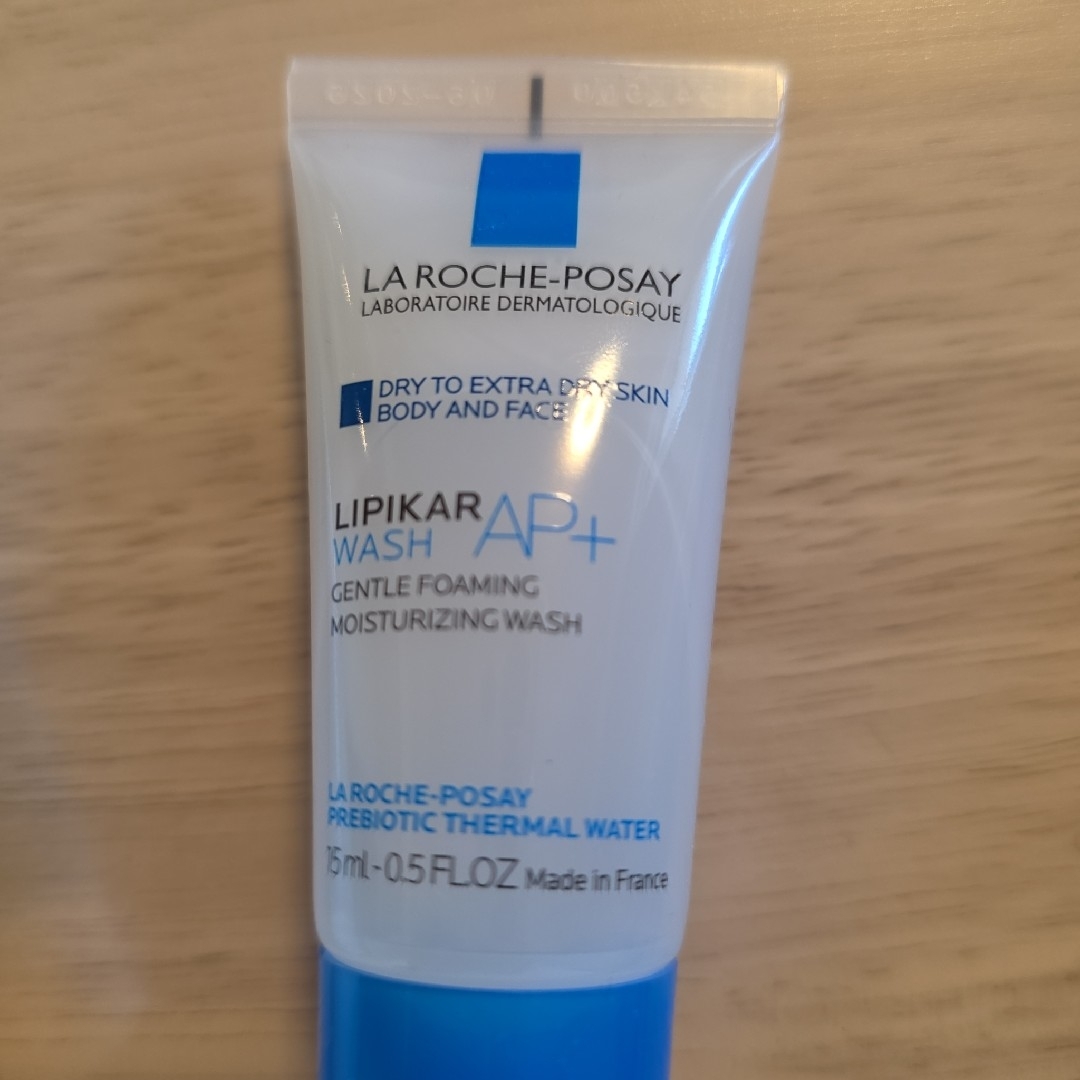 LA ROCHE-POSAY
LABORATOIRE DERMATOLOGIQUE
DRY TO EXTRA DRY SKIN
BODY AND FACE
LIPIKAR AP+
WASH
GENTLE FOAMING
MOISTURIZING WASH
LA ROCHE-POSAY
PREBIOTIC THERMAL WATER
15 ml - 0.5 FL.OZ Made in France